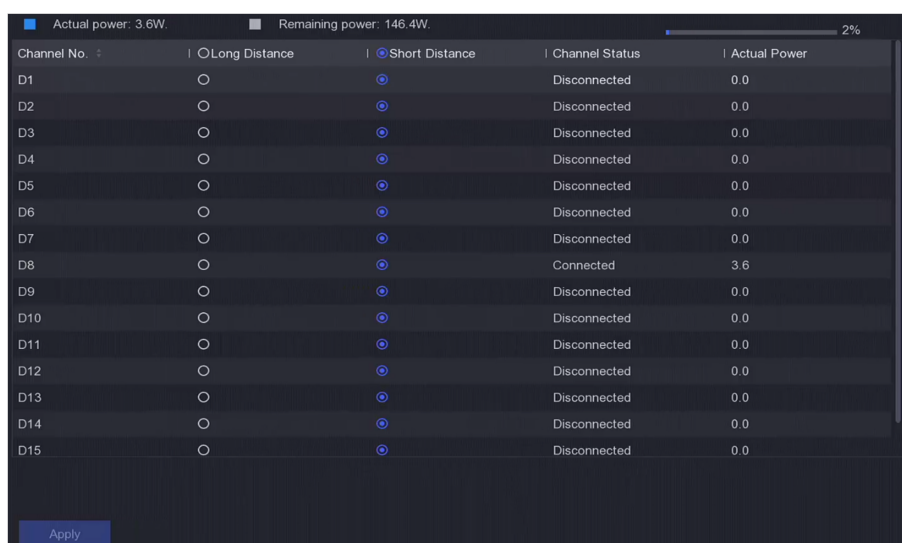 Actual power: 3.6W. Remaining power: 146.4W. 2%
Channel No. Long Distance Short Distance Channel Status Actual Power
D1 Disconnected 0.0
D2 Disconnected 0.0
D3 Disconnected 0.0
D4 Disconnected 0.0
D5 Disconnected 0.0
D6 Disconnected 0.0
D7 Disconnected 0.0
D8 Connected 3.6
D9 Disconnected 0.0
D10 Disconnected 0.0
D11 Disconnected 0.0
D12 Disconnected 0.0
D13 Disconnected 0.0
D14 Disconnected 0.0
D15 Disconnected 0.0
Apply